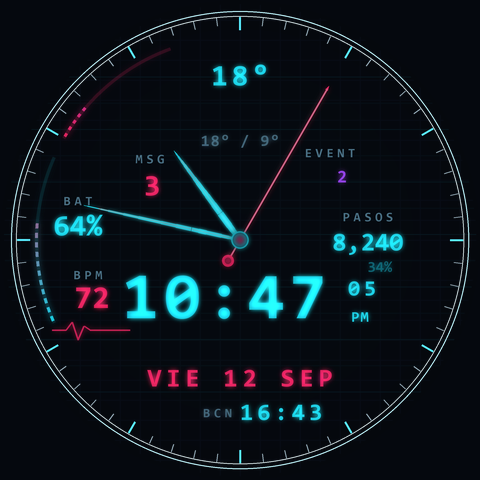 18°
18° / 9°
MSG
3
EVENT
2
BAT
64%
PASOS
8,240
34%
BPM
72
10:47
05
PM
VIE 12 SEP
BCN 16:43